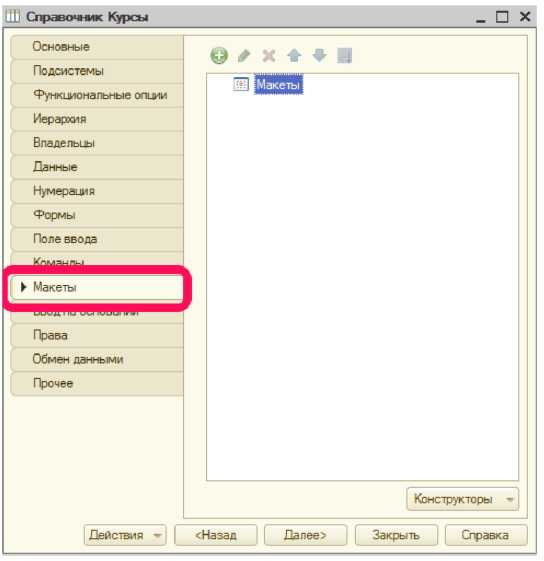 Справочник Курсы
Основные
Подсистемы
Функциональные опции
Иерархия
Владельцы
Данные
Нумерация
Формы
Поле ввода
Команды
Макеты
Ввод на основании
Права
Обмен данными
Прочее
Макеты
Конструкторы
Действия
<Назад
Далее>
Закрыть
Справка